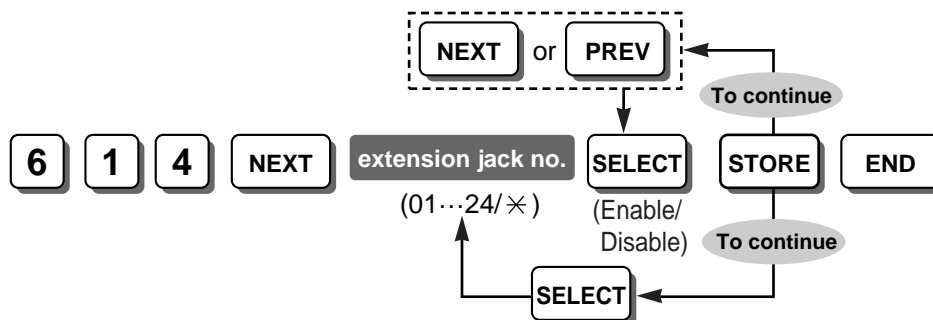 NEXT or PREV
To continue
6 1 4 NEXT extension jack no. SELECT STORE END
(01···24/✳)
(Enable/
Disable)
To continue
SELECT